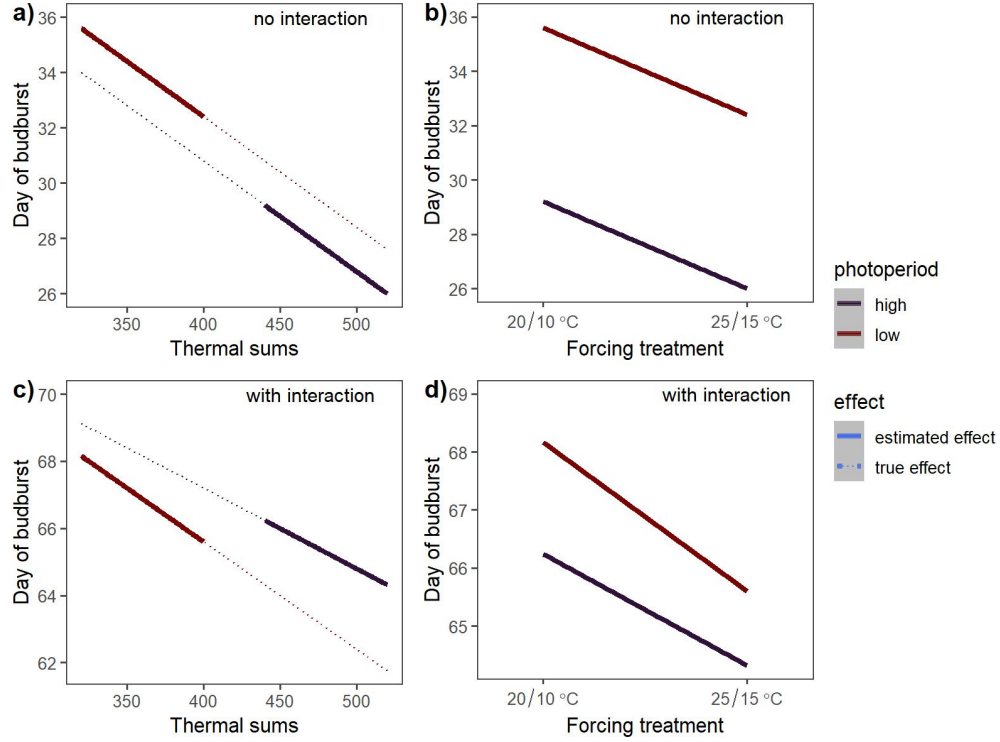 a)
no interaction
36
34
32
30
28
26
Day of budburst
350
400
450
500
Thermal sums
b)
no interaction
36
34
32
30
28
26
Day of budburst
20/10 °C
25/15 °C
Forcing treatment
c)
with interaction
70
68
66
64
62
Day of budburst
350
400
450
500
Thermal sums
d)
with interaction
69
68
67
66
65
Day of budburst
20/10 °C
25/15 °C
Forcing treatment
photoperiod
high
low
effect
estimated effect
true effect